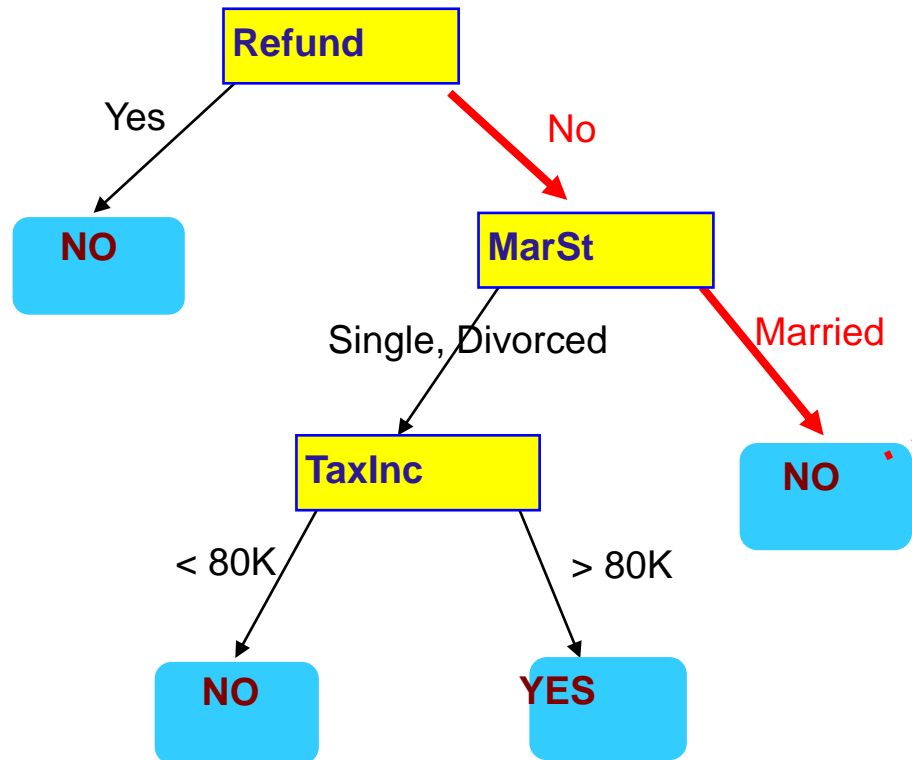 Refund
Yes
No
NO
MarSt
Single, Divorced
Married
TaxInc
NO
< 80K
> 80K
NO
YES